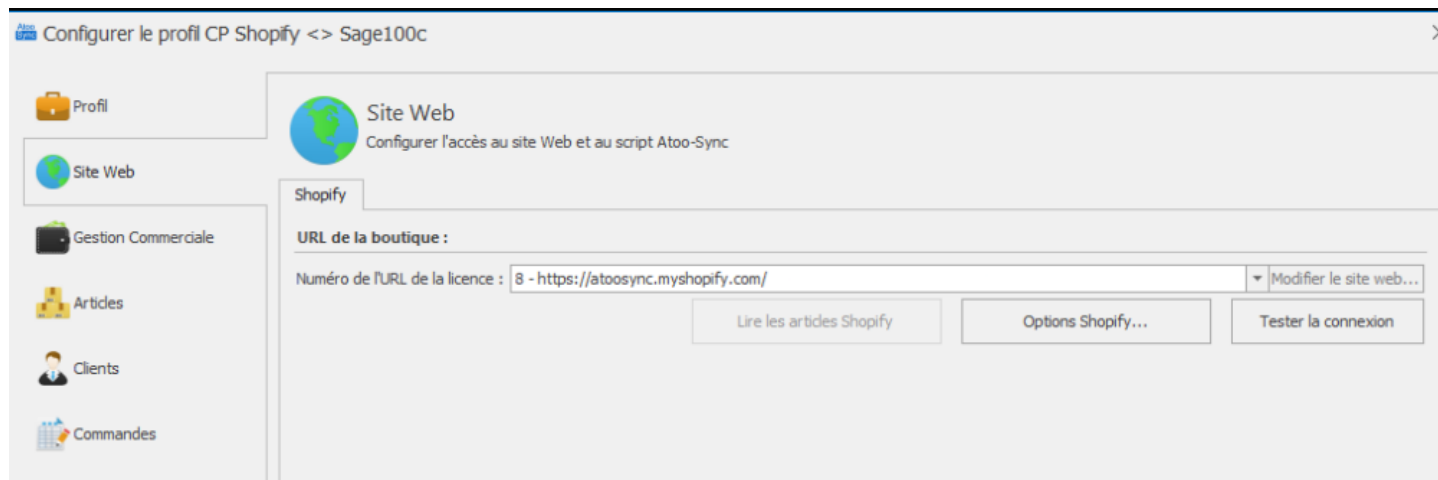 Atoo Sync Configurer le profil CP Shopify <> Sage100c
Profil
Site Web
Gestion Commerciale
Articles
Clients
Commandes
Site Web
Configurer l'accès au site Web et au script Atoo-Sync
Shopify
URL de la boutique :
Numéro de l'URL de la licence : 8 - https://atoosync.myshopify.com/ Modifier le site web...
Lire les articles Shopify Options Shopify... Tester la connexion